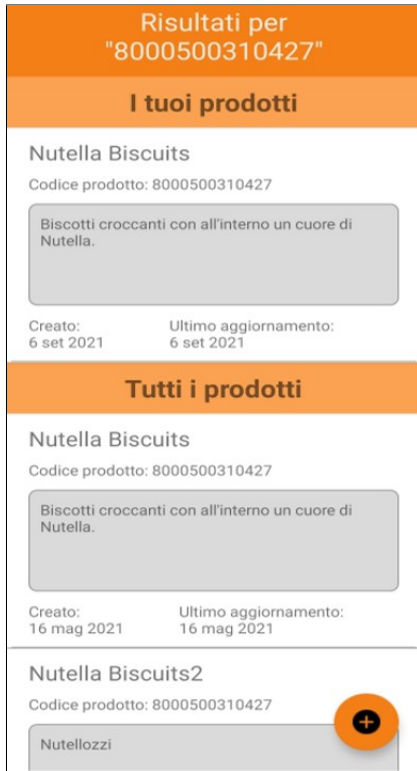 Risultati per
"8000500310427"
I tuoi prodotti
Nutella Biscuits
Codice prodotto: 8000500310427
Biscotti croccanti con all'interno un cuore di
Nutella.
Creato: Ultimo aggiornamento:
6 set 2021 6 set 2021
Tutti i prodotti
Nutella Biscuits
Codice prodotto: 8000500310427
Biscotti croccanti con all'interno un cuore di
Nutella.
Creato: Ultimo aggiornamento:
16 mag 2021 16 mag 2021
Nutella Biscuits2
Codice prodotto: 8000500310427
Nutellozzi